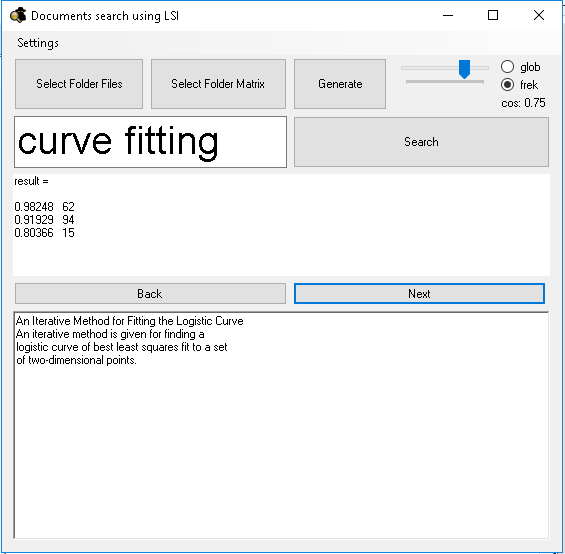 Documents search using LSI
Settings
Select Folder Files
Select Folder Matrix
Generate
glob
frek
cos: 0.75
curve fitting
Search
result =
0.98248 62
0.91929 94
0.80366 15
Back
Next
An Iterative Method for Fitting the Logistic Curve
An iterative method is given for finding a
logistic curve of best least squares fit to a set
of two-dimensional points.